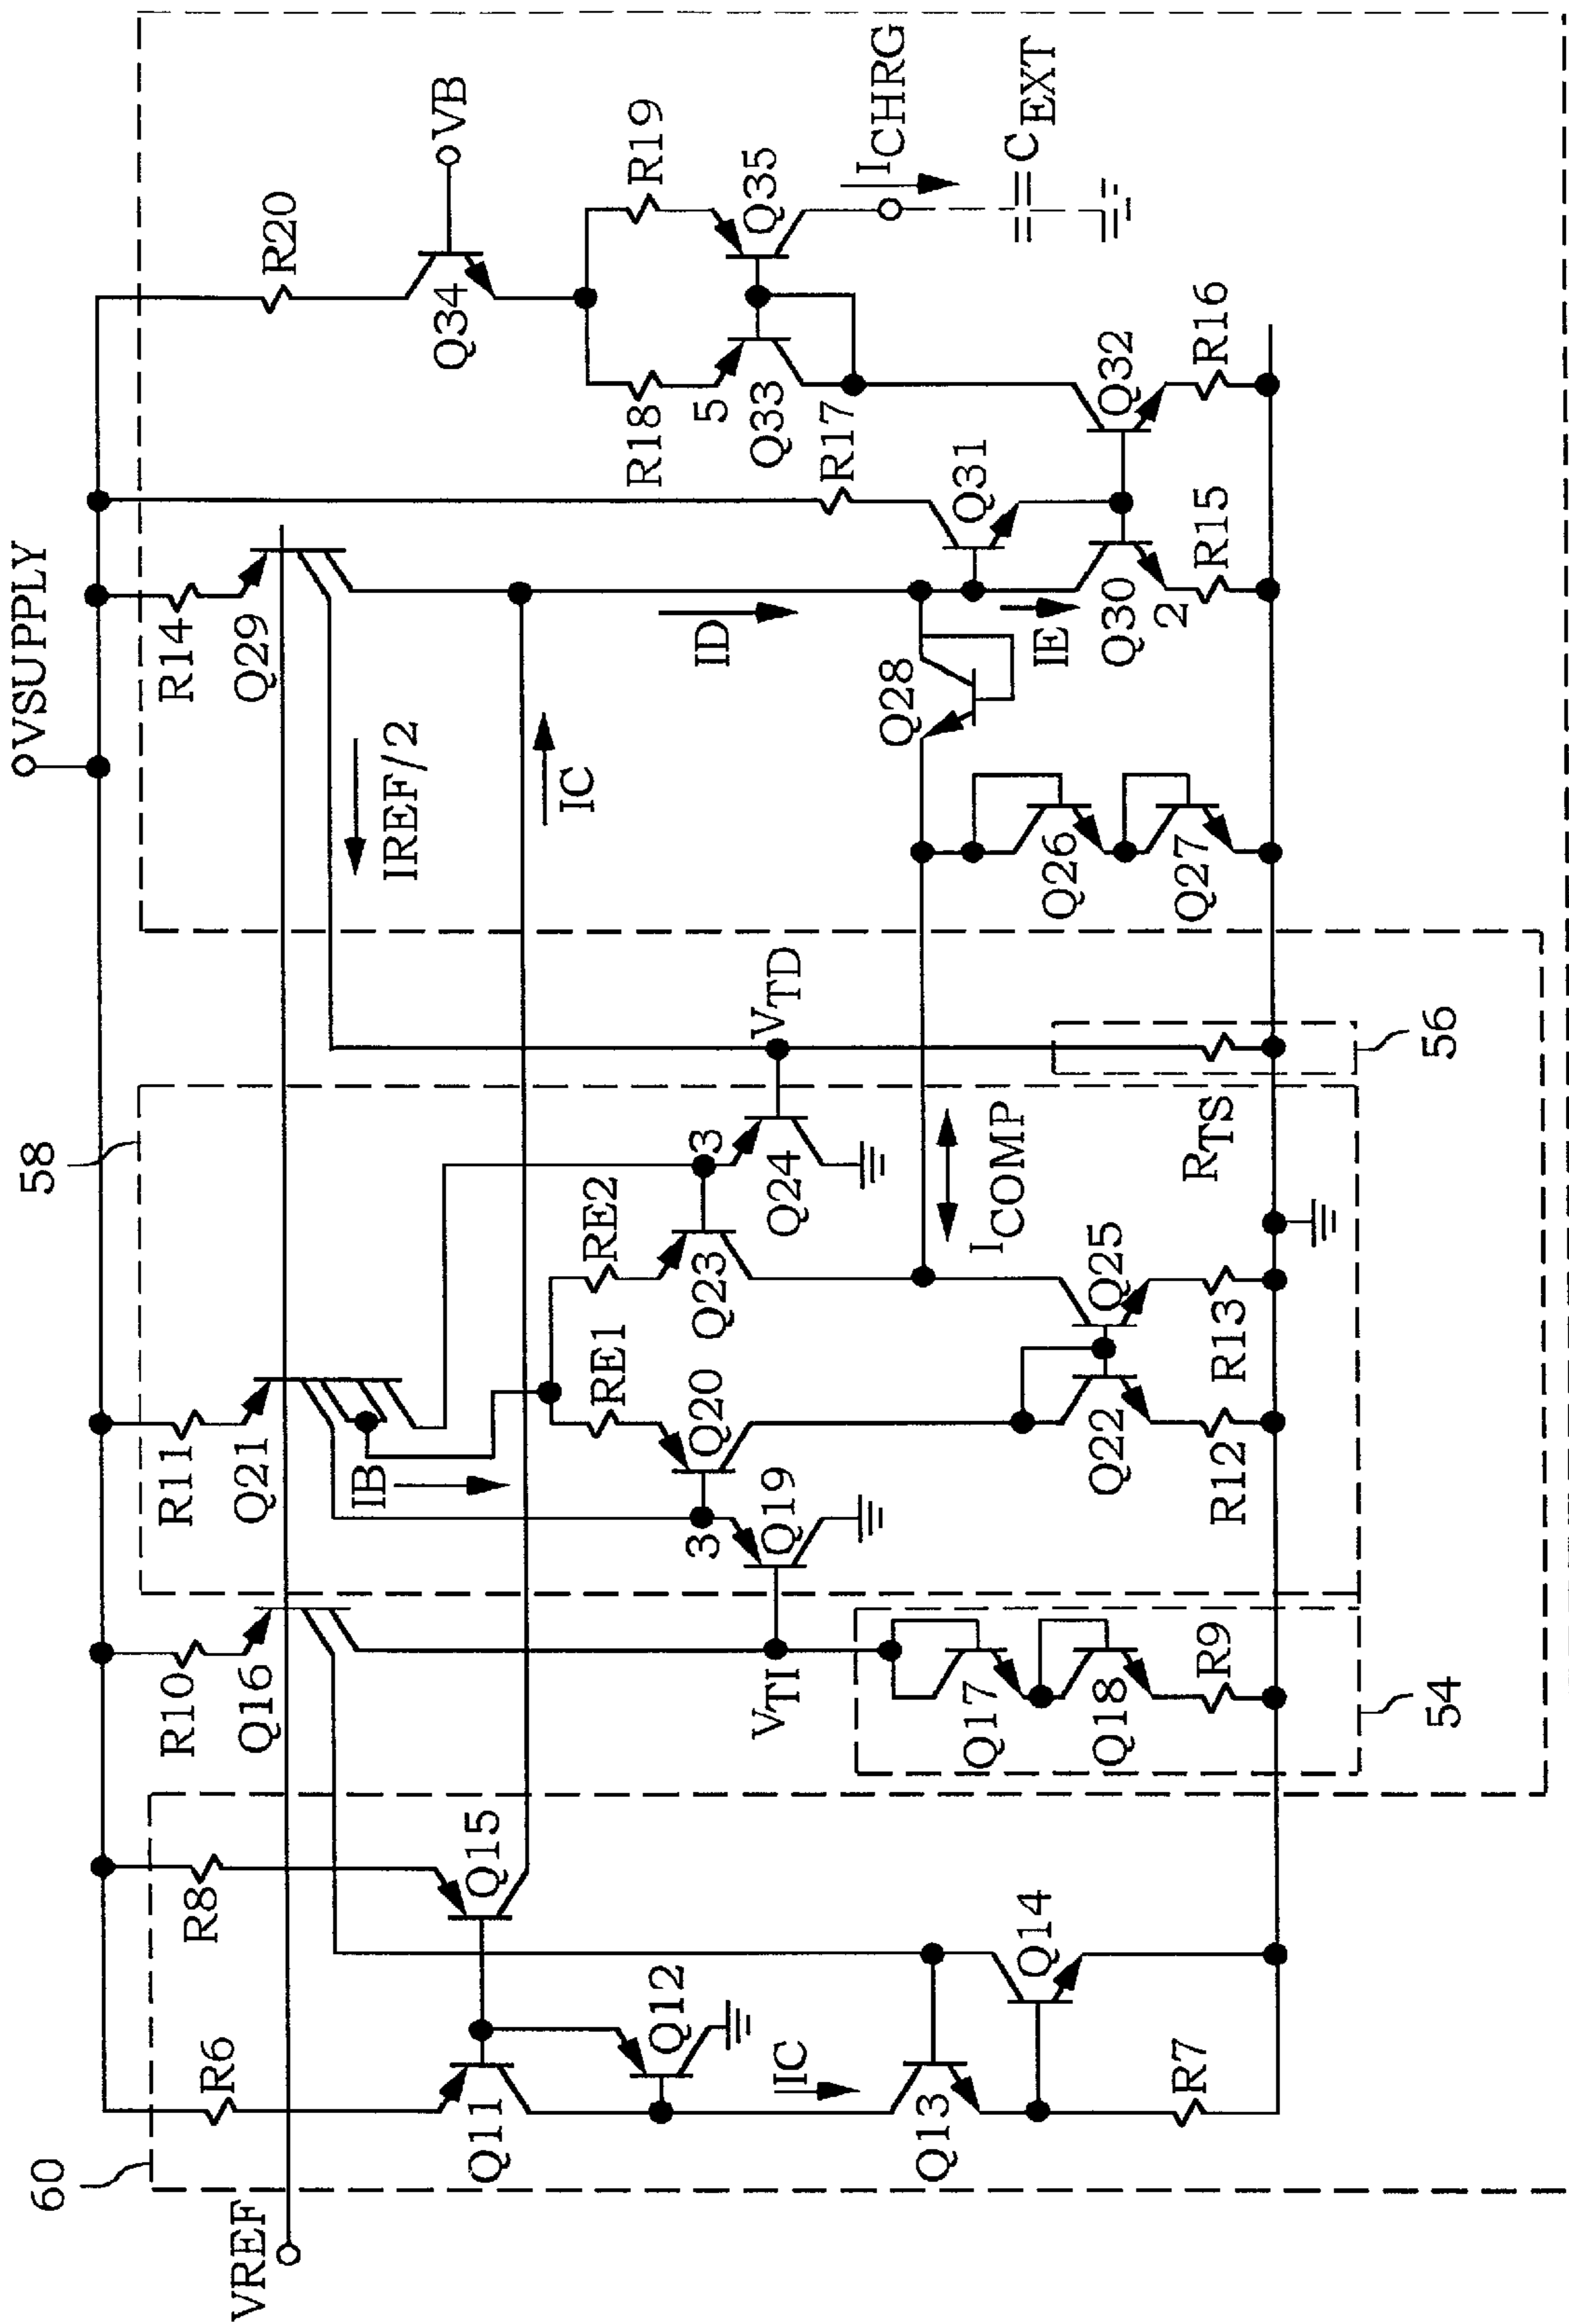 VSUPPLY
58
60
VREF
R6
R8
R10
R11
R14
R20
Q16
Q21
Q29
VB
Q34
IREF/2
IB
IC
Q11
Q15
Q12
IC
Q13
Q14
R7
VTI
3
Q19
Q20
RE1
RE2
Q23
3
Q24
VTD
ID
R18
R19
5
Q33
Q35
ICHRG
CEXT
R17
Q31
Q28
IE
Q30
2
Q32
R15
R16
Q17
Q18
R9
54
Q22
Q25
R12
R13
ICOMP
RTS
56
Q26
Q27